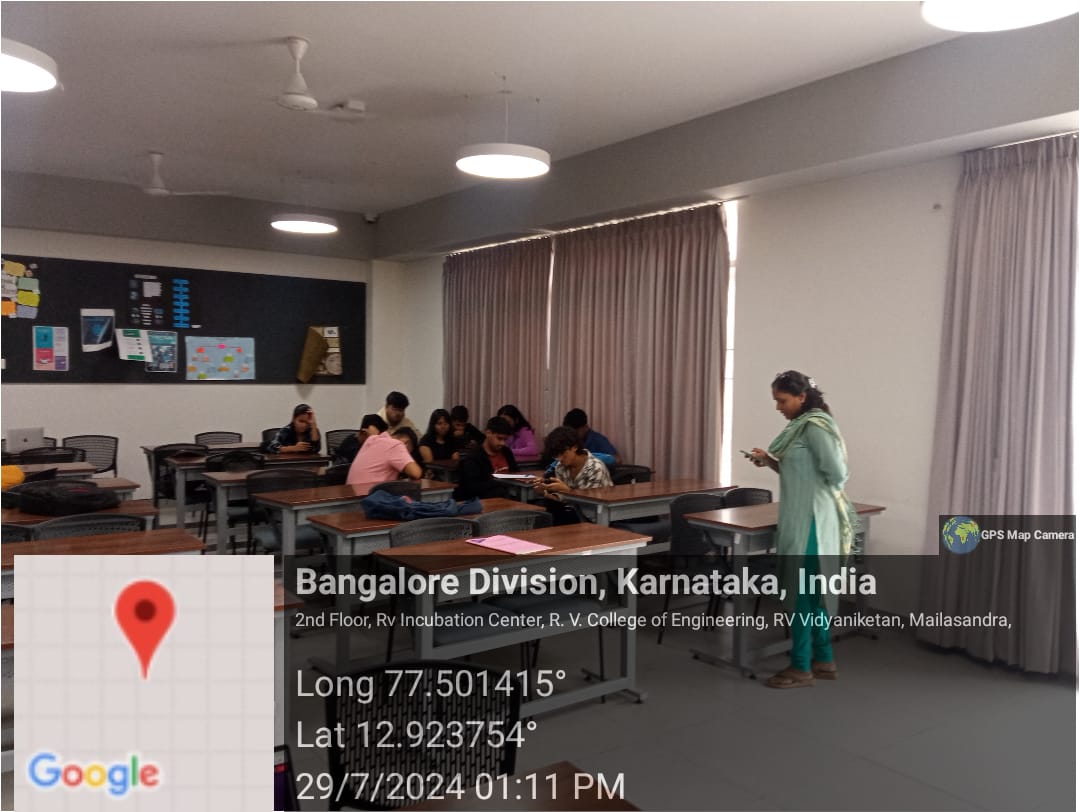 GPS Map Camera
Bangalore Division, Karnataka, India
2nd Floor, Rv Incubation Center, R. V. College of Engineering, RV Vidyaniketan, Mailasandra,
Long 77.501415°
Lat 12.923754°
29/7/2024 01:11 PM
Google